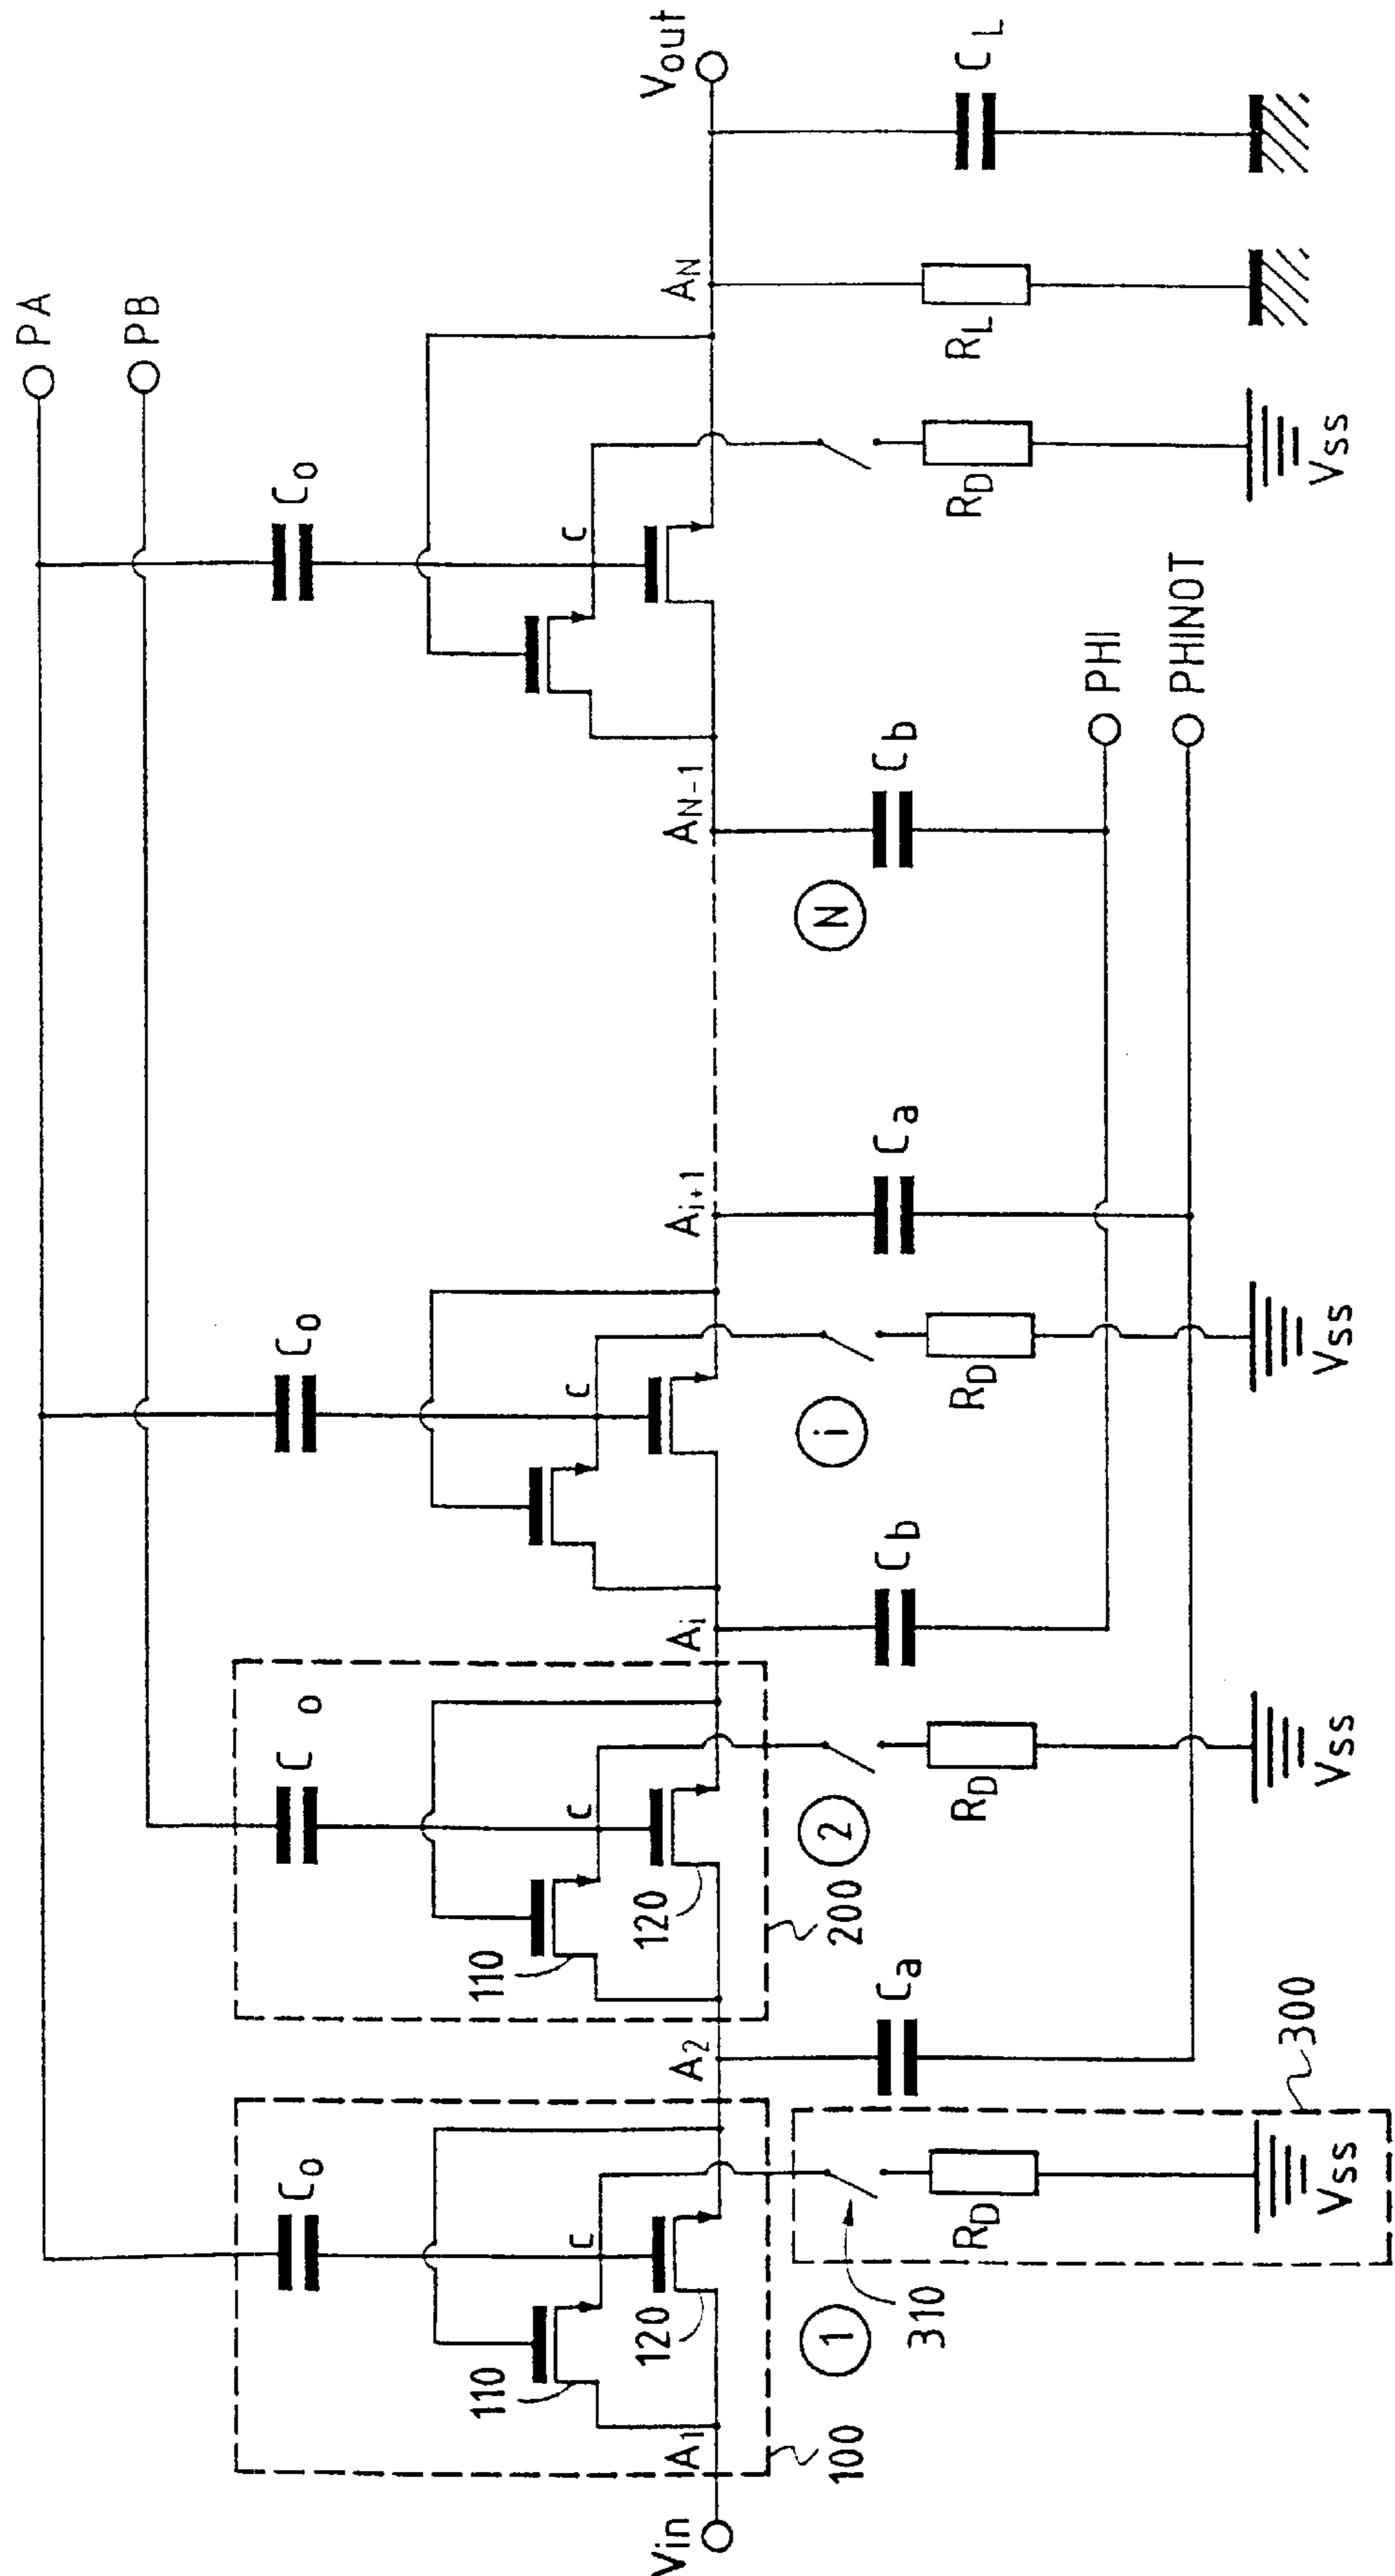 PA
PB
Co
Co
Co
Co
110
c
120
110
c
120
c
c
Vin
A1
A2
Ai
Ai+1
AN-1
AN
Vout
100
1
310
200
2
i
N
Ca
Cb
Ca
Cb
RD
RD
RD
RD
RL
CL
PHI
PHINOT
Vss
Vss
Vss
Vss
300